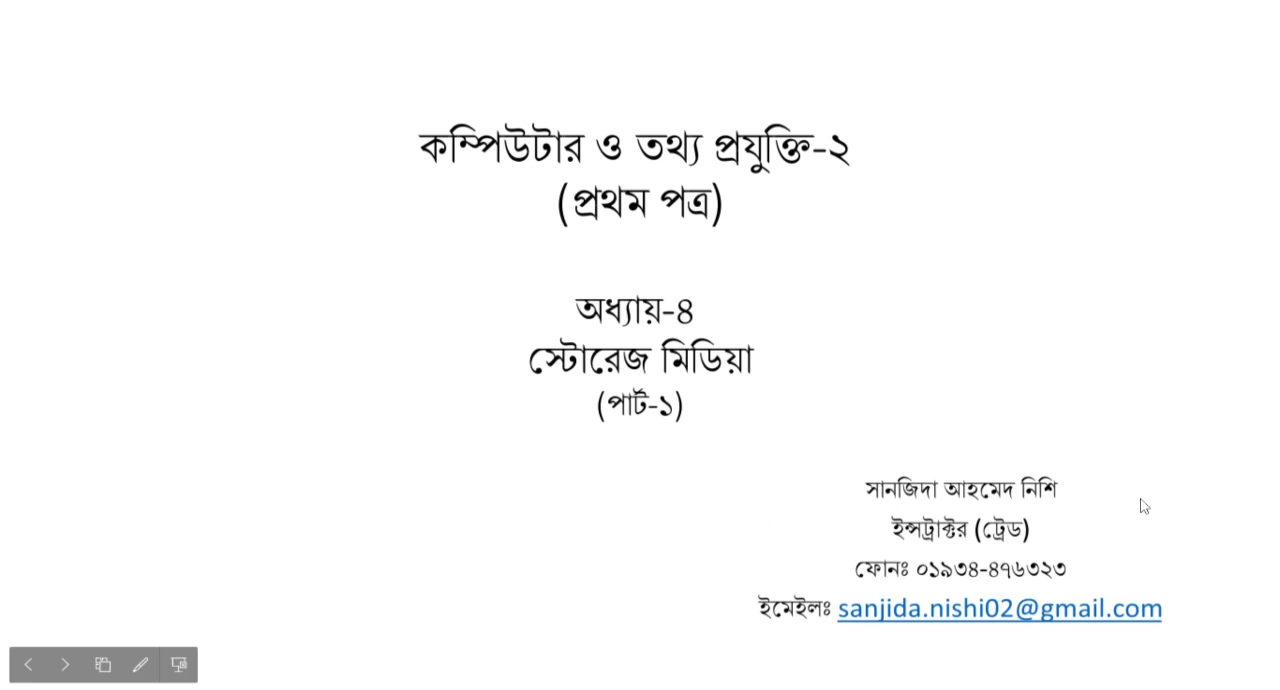 কম্পিউটার ও তথ্য প্রযুক্তি-২
(প্রথম পত্র)
অধ্যায়-৪
স্টোরেজ মিডিয়া
(পার্ট-১)
সানজিদা আহমেদ নিশি
ইন্সট্রাক্টর (ট্রেড)
ফোনঃ ০১৯৩৪-৪৭৬৩২৩
ইমেইলঃ sanjida.nishi02@gmail.com